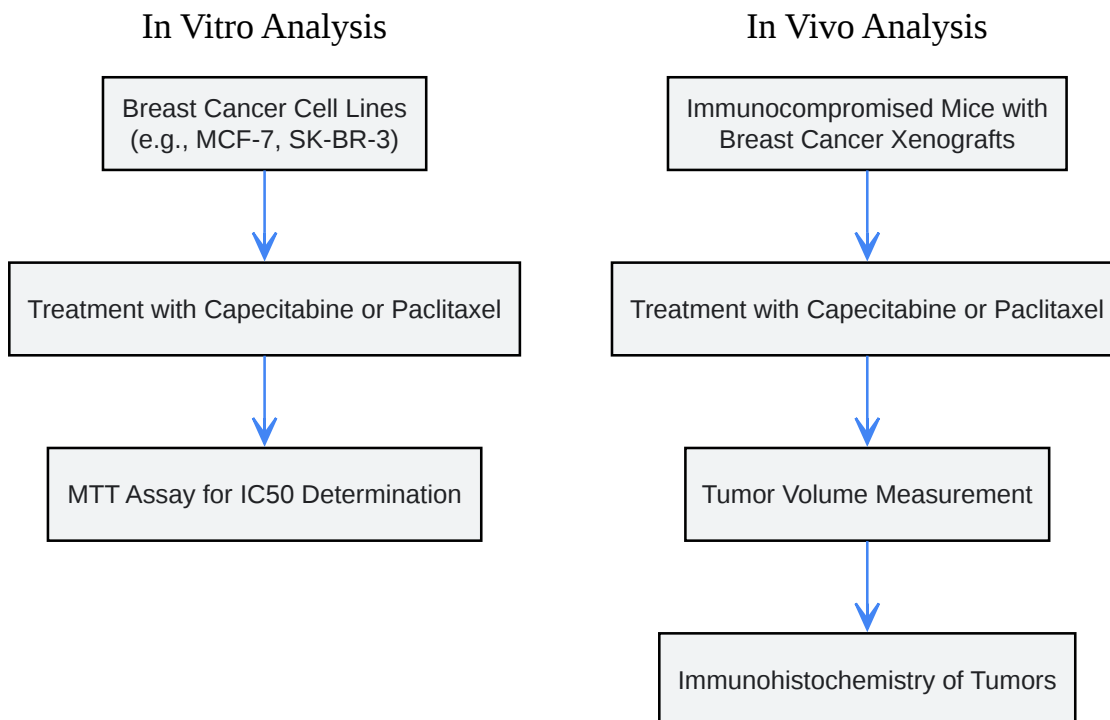 In Vitro Analysis
Breast Cancer Cell Lines
(e.g., MCF-7, SK-BR-3)
Treatment with Capecitabine or Paclitaxel
MTT Assay for IC50 Determination
In Vivo Analysis
Immunocompromised Mice with
Breast Cancer Xenografts
Treatment with Capecitabine or Paclitaxel
Tumor Volume Measurement
Immunohistochemistry of Tumors